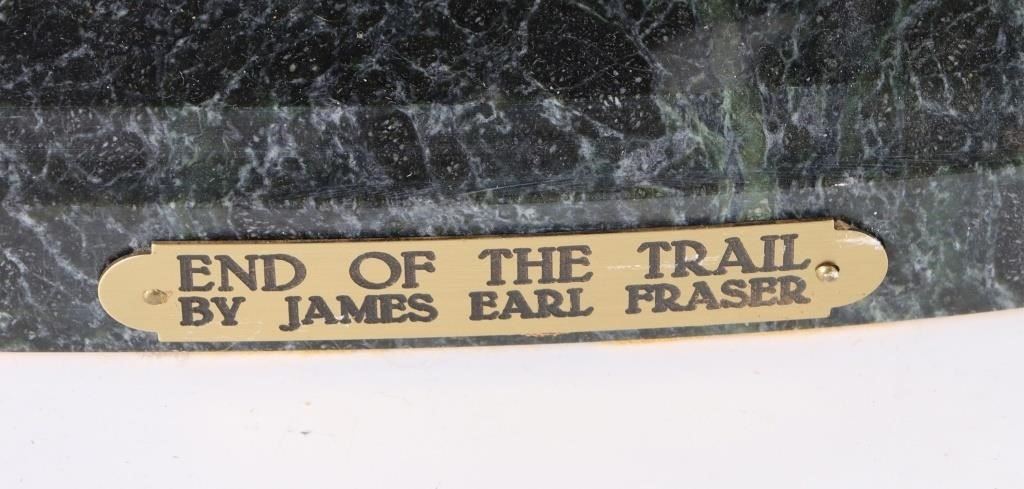 END OF THE TRAIL
BY JAMES EARL FRASER